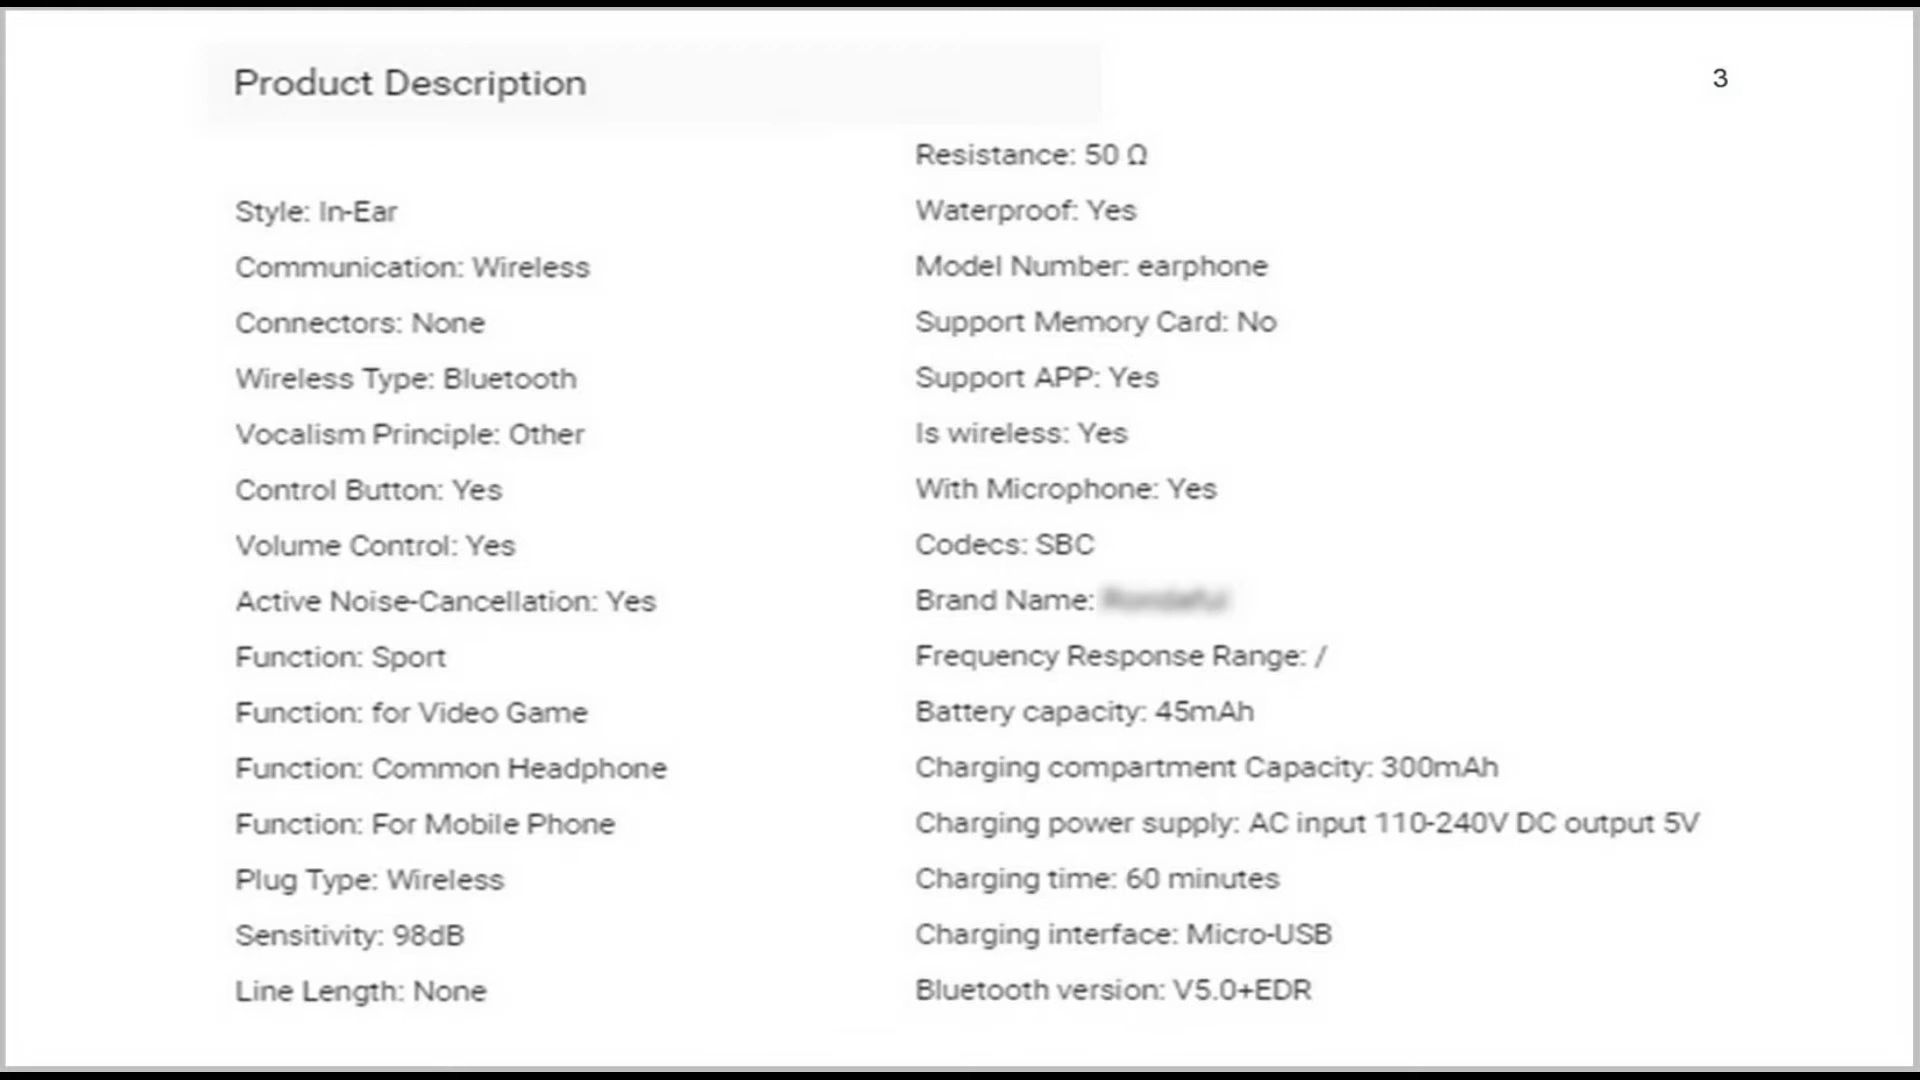 Product Description
3
Style: In-Ear
Communication: Wireless
Connectors: None
Wireless Type: Bluetooth
Vocalism Principle: Other
Control Button: Yes
Volume Control: Yes
Active Noise-Cancellation: Yes
Function: Sport
Function: for Video Game
Function: Common Headphone
Function: For Mobile Phone
Plug Type: Wireless
Sensitivity: 98dB
Line Length: None
Resistance: 50 Ω
Waterproof: Yes
Model Number: earphone
Support Memory Card: No
Support APP: Yes
Is wireless: Yes
With Microphone: Yes
Codecs: SBC
Brand Name:
Frequency Response Range: /
Battery capacity: 45mAh
Charging compartment Capacity: 300mAh
Charging power supply: AC input 110-240V DC output 5V
Charging time: 60 minutes
Charging interface: Micro-USB
Bluetooth version: V5.0+EDR